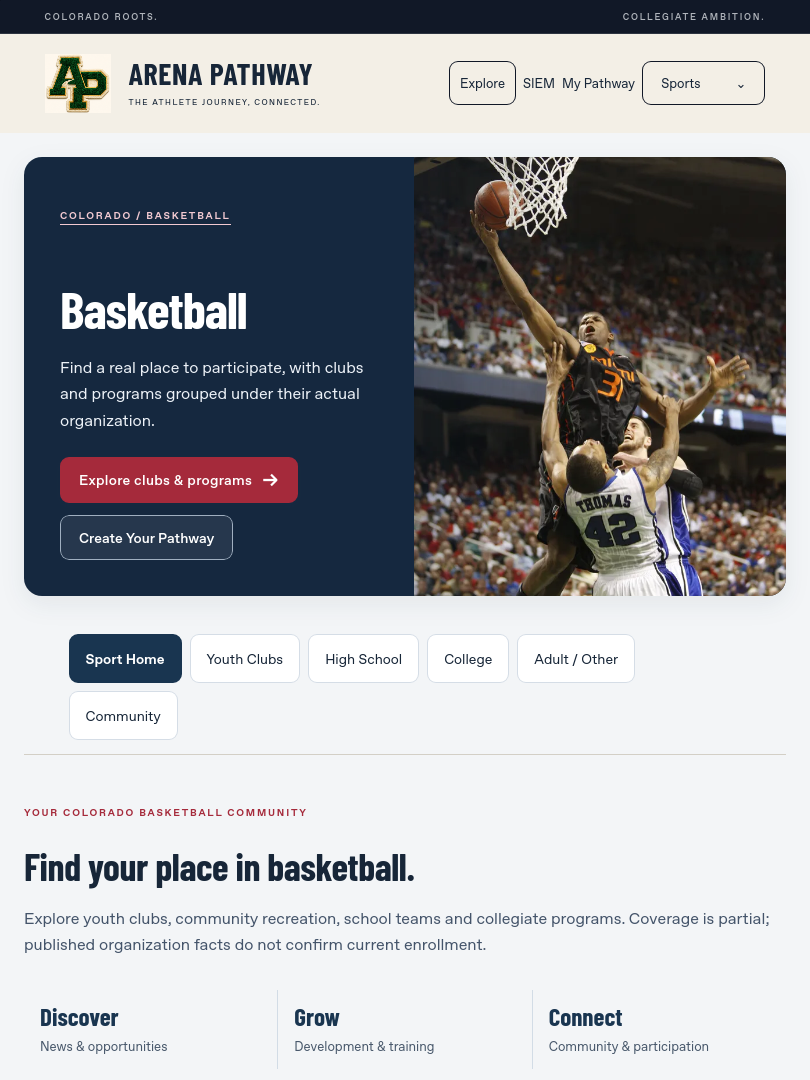 COLORADO ROOTS.
COLLEGIATE AMBITION.
AP
ARENA PATHWAY
THE ATHLETE JOURNEY, CONNECTED.
Explore
SIEM
My Pathway
Sports
COLORADO / BASKETBALL
Basketball
Find a real place to participate, with clubs
and programs grouped under their actual
organization.
Explore clubs & programs
Create Your Pathway
MIAMI
31
THOMAS
42
Sport Home
Youth Clubs
High School
College
Adult / Other
Community
YOUR COLORADO BASKETBALL COMMUNITY
Find your place in basketball.
Explore youth clubs, community recreation, school teams and collegiate programs. Coverage is partial;
published organization facts do not confirm current enrollment.
Discover
News & opportunities
Grow
Development & training
Connect
Community & participation